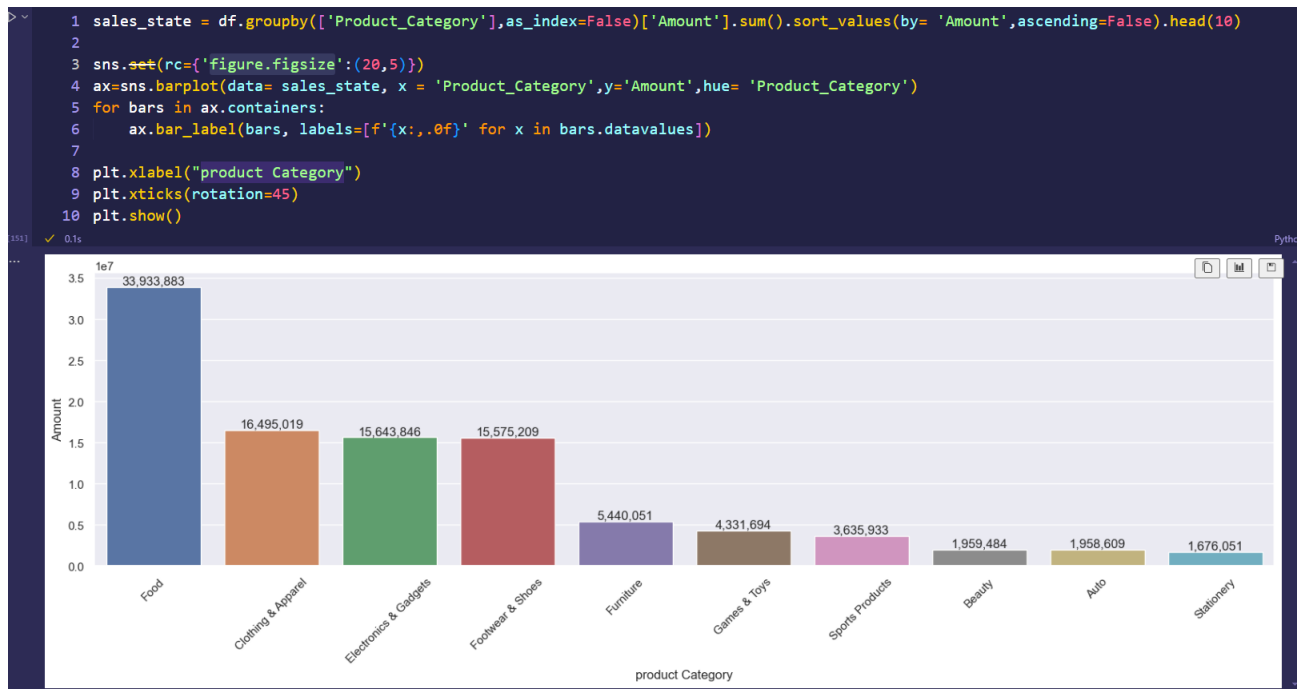 1 sales_state = df.groupby(['Product_Category'],as_index=False)['Amount'].sum().sort_values(by= 'Amount',ascending=False).head(10)
2
3 sns.set(rc={'figure.figsize':(20,5)})
4 ax=sns.barplot(data= sales_state, x = 'Product_Category',y='Amount',hue= 'Product_Category')
5 for bars in ax.containers:
6     ax.bar_label(bars, labels=[f'{x:,.0f}' for x in bars.datavalues])
7
8 plt.xlabel("product Category")
9 plt.xticks(rotation=45)
10 plt.show()
[151] ✓ 0.1s Pytho
...
1e7
3.5
3.0
2.5
2.0
1.5
1.0
0.5
0.0
Amount
33,933,883
16,495,019
15,643,846
15,575,209
5,440,051
4,331,694
3,635,933
1,959,484
1,958,609
1,676,051
Food
Clothing & Apparel
Electronics & Gadgets
Footwear & Shoes
Furniture
Games & Toys
Sports Products
Beauty
Auto
Stationery
product Category